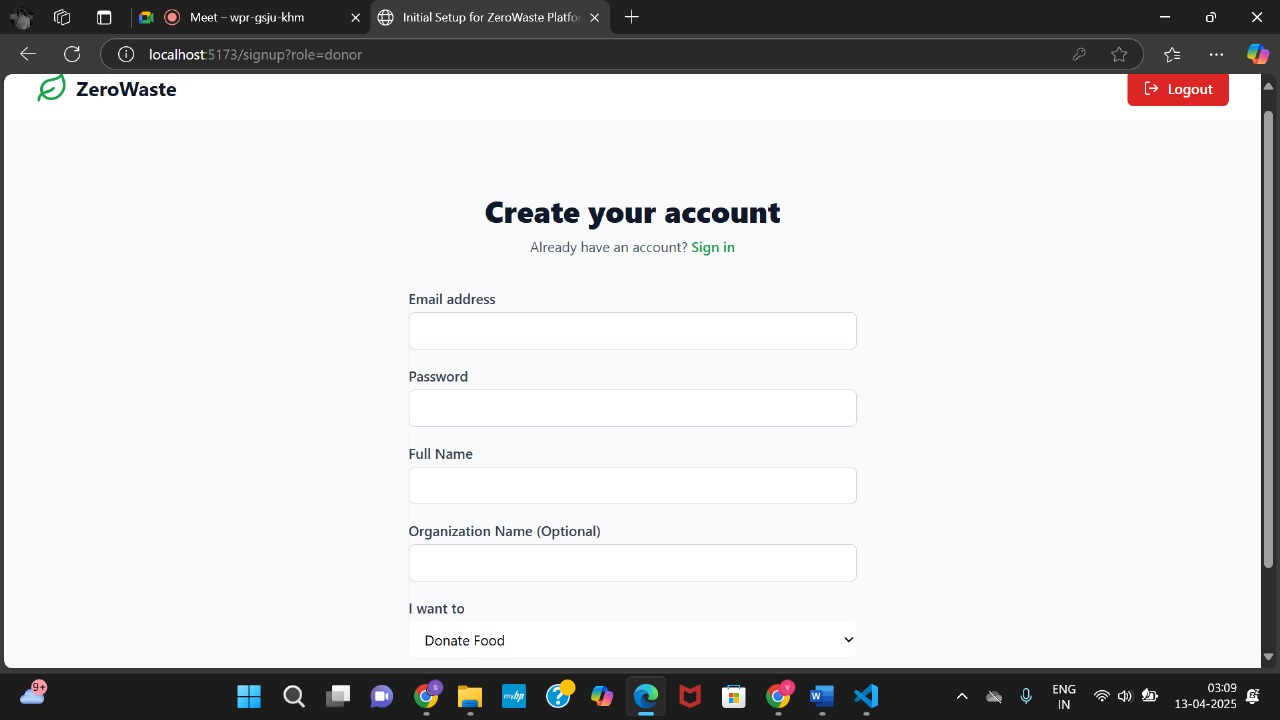 Meet – wpr-gsju-khm
Initial Setup for ZeroWaste Platfo
localhost:5173/signup?role=donor
ZeroWaste
Logout
Create your account
Already have an account? Sign in
Email address
Password
Full Name
Organization Name (Optional)
I want to
Donate Food
9+
myhp
ENG
IN
03:09
13-04-2025